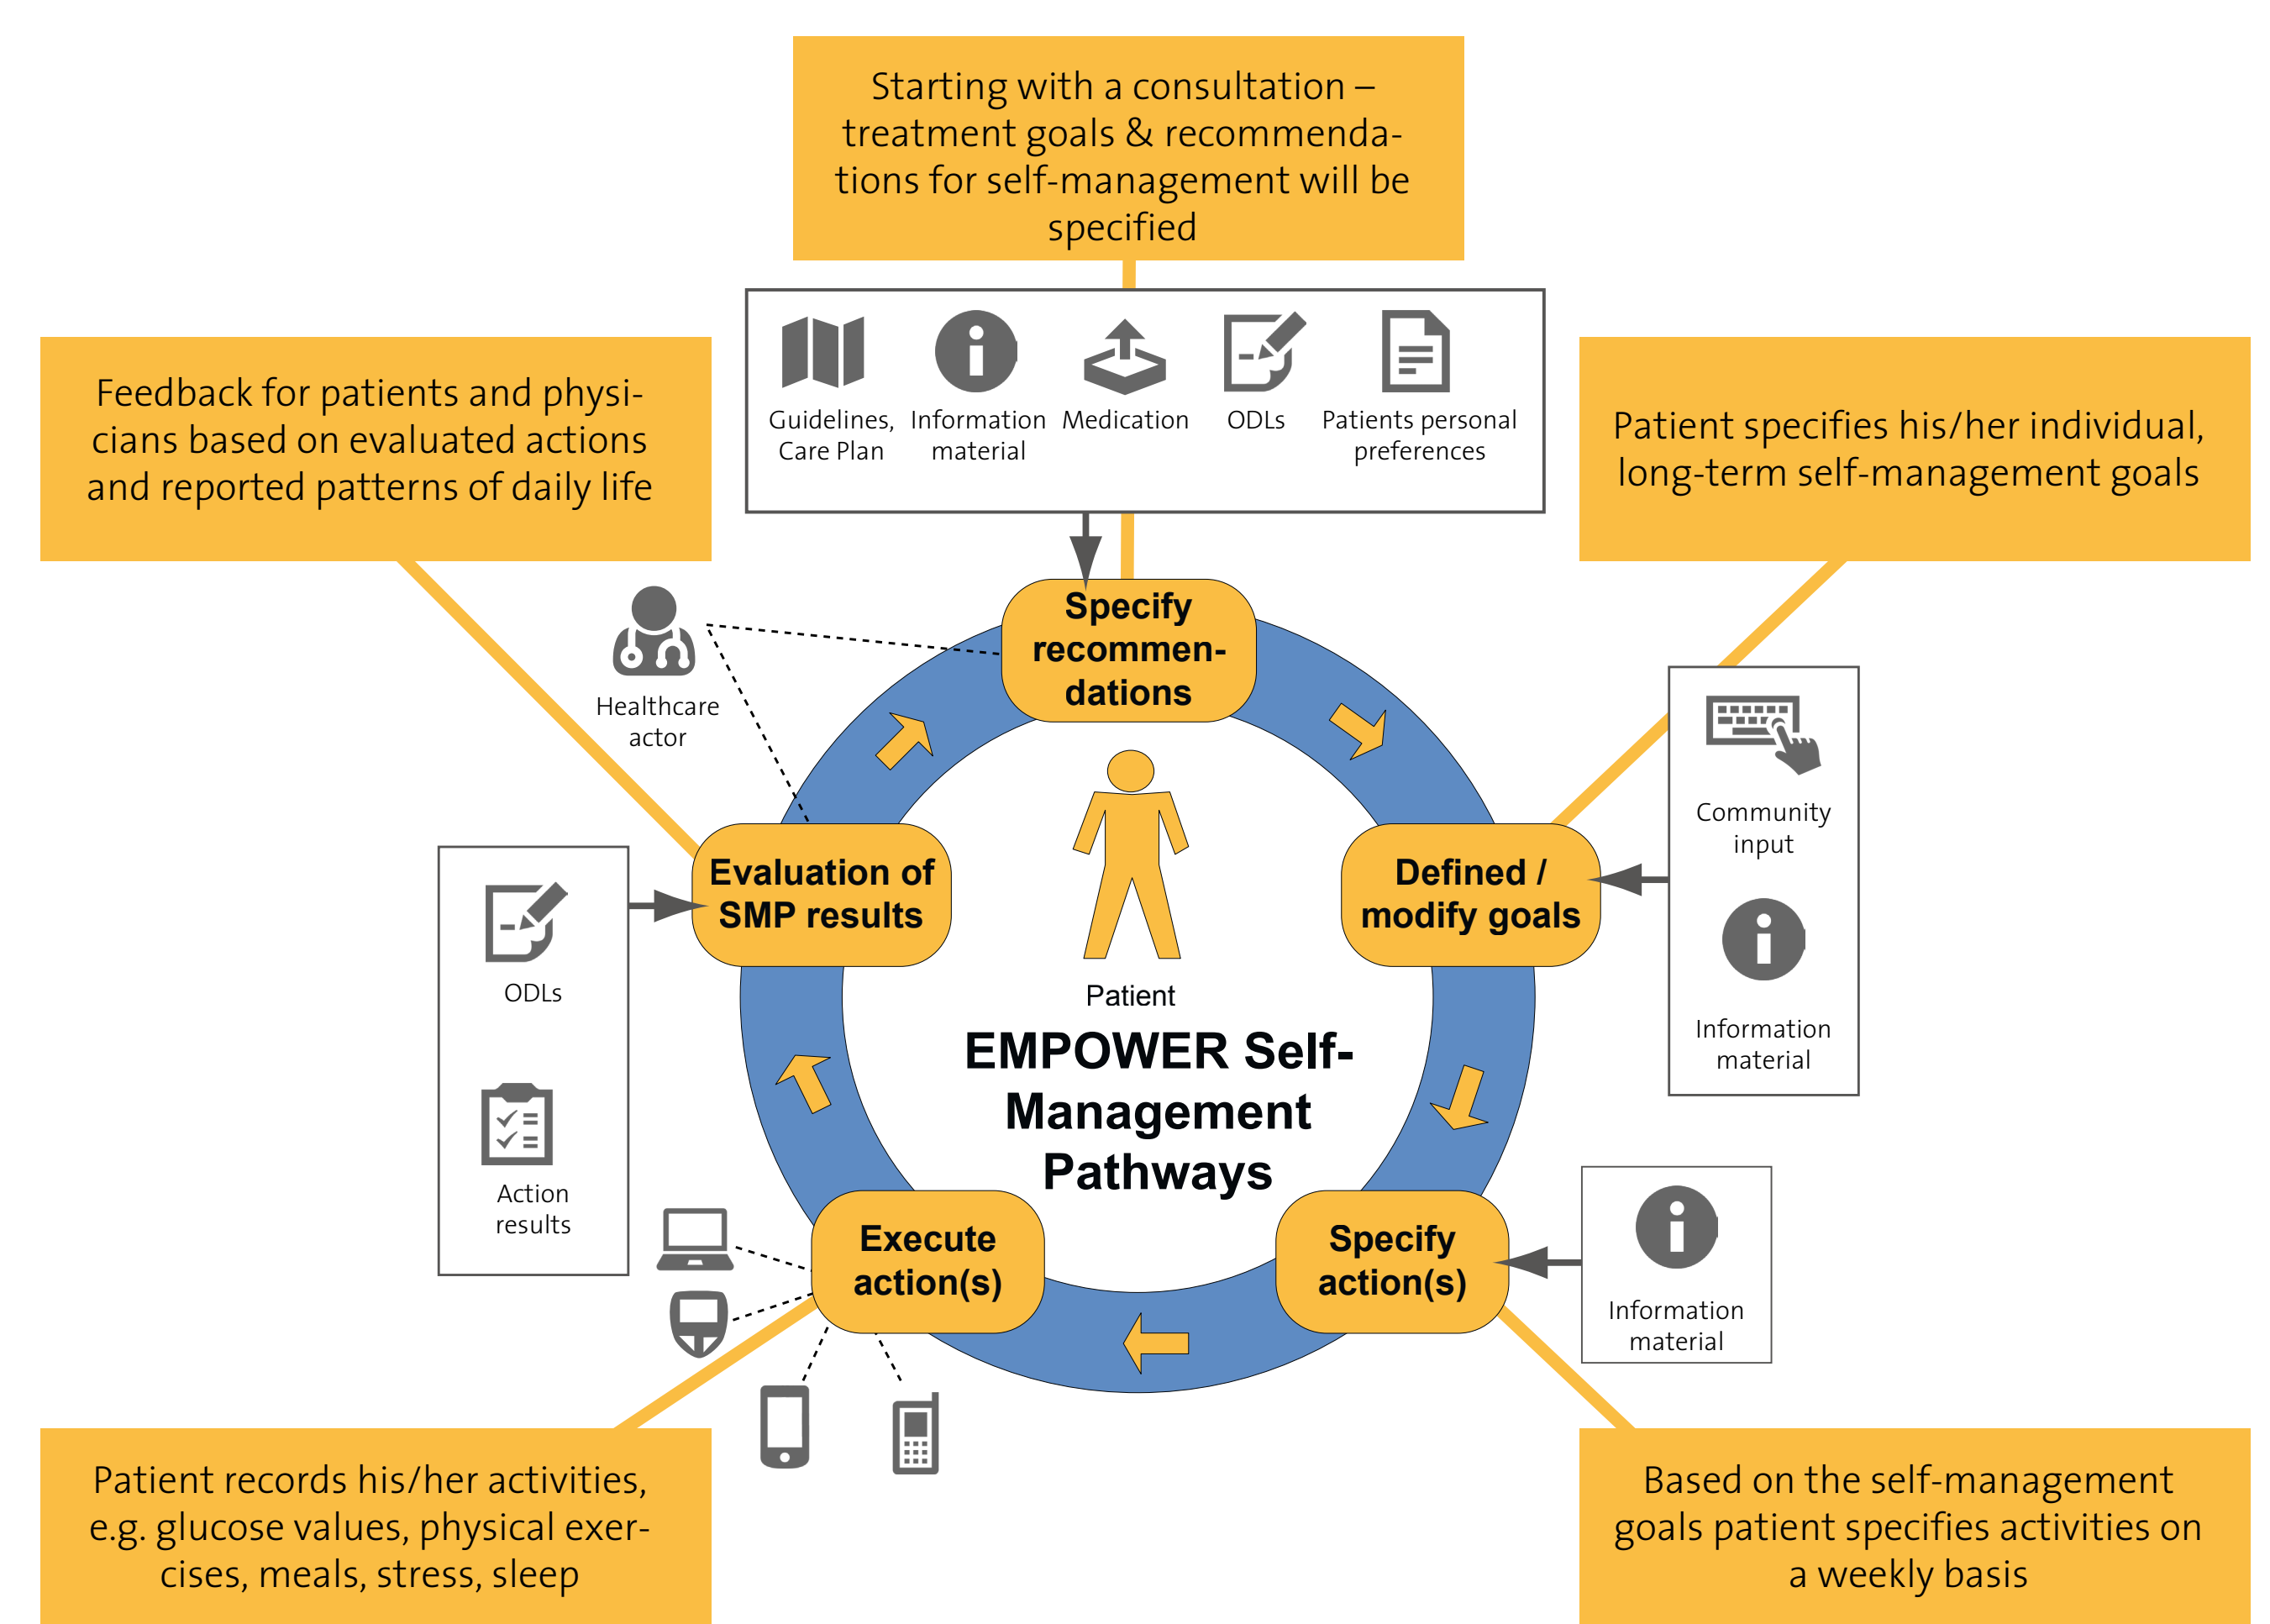 Starting with a consultation –
treatment goals & recommenda-
tions for self-management will be
specified
Guidelines,
Care Plan
Information
material
Medication
ODLs
Patients personal
preferences
Feedback for patients and physi-
cians based on evaluated actions
and reported patterns of daily life
Patient specifies his/her individual,
long-term self-management goals
Healthcare
actor
Specify
recommen-
dations
Community
input
Information
material
Evaluation of
SMP results
Defined /
modify goals
ODLs
Action
results
Patient
EMPOWER Self-
Management
Pathways
Execute
action(s)
Specify
action(s)
Information
material
Patient records his/her activities,
e.g. glucose values, physical exer-
cises, meals, stress, sleep
Based on the self-management
goals patient specifies activities on
a weekly basis